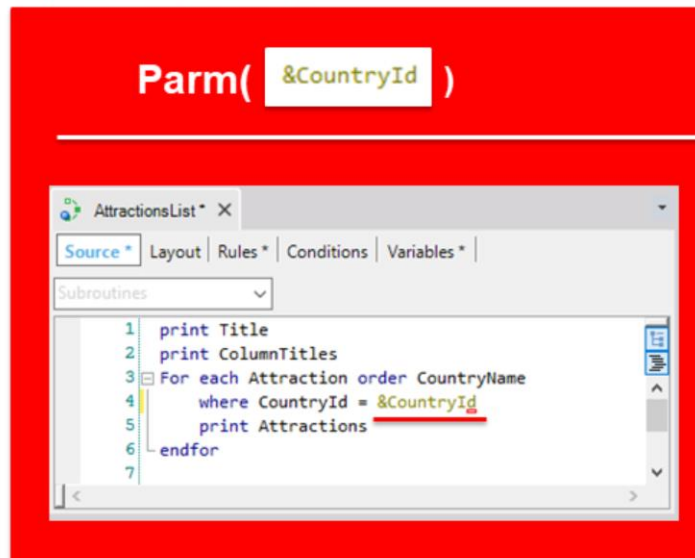 Parm( &CountryId )
AttractionsList * X
Source * Layout Rules * Conditions Variables *
Subroutines
1 print Title
2 print ColumnTitles
3 For each Attraction order CountryName
4 where CountryId = &CountryId
5 print Attractions
6 endfor
7